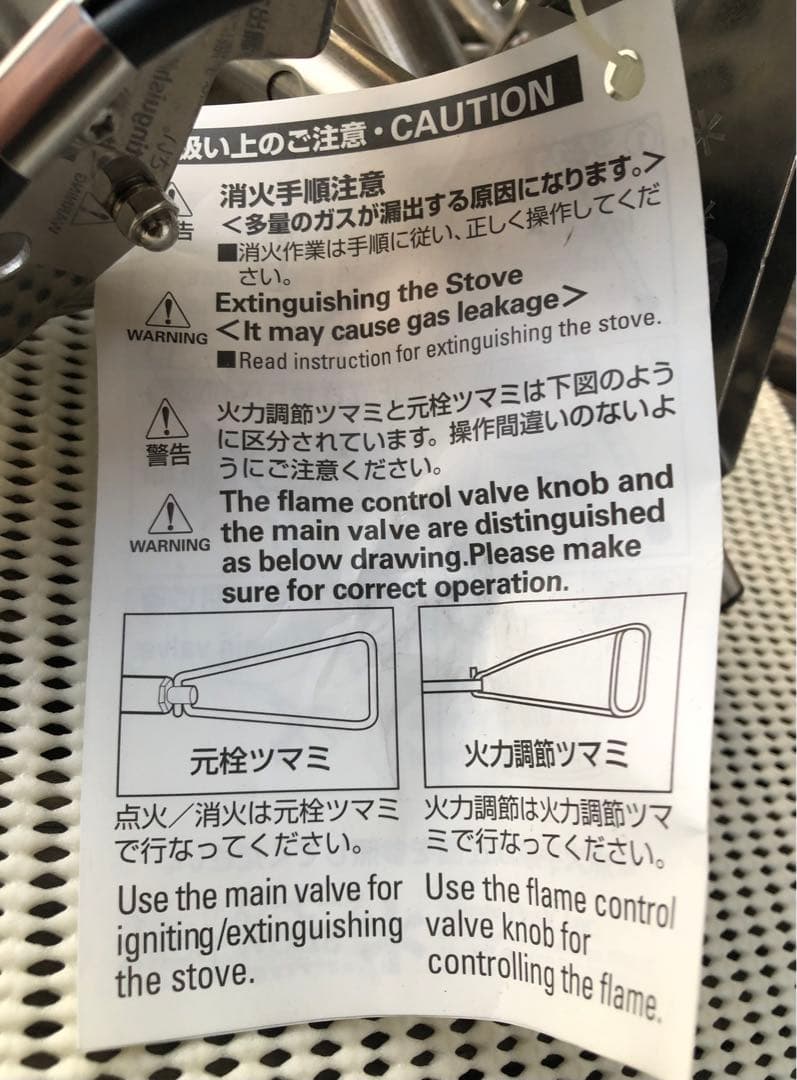 扱い上のご注意・CAUTION
告
消火手順注意
<多量のガスが漏出する原因になります。>
■消火作業は手順に従い、正しく操作してくだ
さい。
WARNING
Extinguishing the Stove
<It may cause gas leakage>
■Read instruction for extinguishing the stove.
警告
火力調節ツマミと元栓ツマミは下図のよう
に区分されています。操作間違いのないよ
うにご注意ください。
WARNING
The flame control valve knob and
the main valve are distinguished
as below drawing.Please make
sure for correct operation.
元栓ツマミ
点火/消火は元栓ツマミ
で行なってください。
Use the main valve for
igniting/extinguishing
the stove.
火力調節ツマミ
火力調節は火力調節ツマ
ミで行なってください。
Use the flame control
valve knob for
controlling the flame.
WARNING